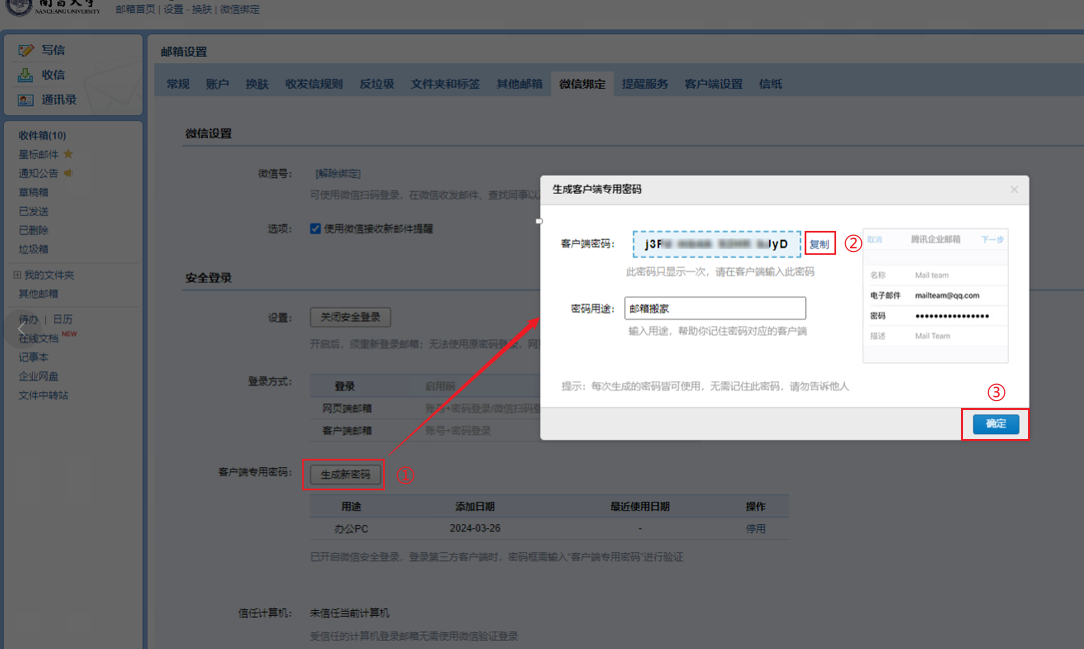 南昌大学
NANCHANG UNIVERSITY
邮箱首页 | 设置 - 换肤 | 微信绑定
写信
收信
通讯录
收件箱(10)
星标邮件
通知公告
草稿箱
已发送
已删除
垃圾箱
我的文件夹
其他邮箱
待办 | 日历
在线文档 NEW
记事本
企业网盘
文件中转站
邮箱设置
常规 账户 换肤 收发信规则 反垃圾 文件夹和标签 其他邮箱 微信绑定 提醒服务 客户端设置 信纸
微信设置
微信号: [解除绑定]
可使用微信扫码登录，在微信收发邮件、查找同事以
选项: 使用微信接收新邮件提醒
安全登录
设置: 关闭安全登录
开启后，须重新登录邮箱；无法使用原密码登录，网
登录方式: 登录 启用前
网页端邮箱 账号+密码登录/微信扫码登
客户端邮箱 账号+密码登录
客户端专用密码: 生成新密码 ①
用途 添加日期 最近使用日期 操作
办公PC 2024-03-26 - 停用
已开启微信安全登录，登录第三方客户端时，密码框需输入“客户端专用密码”进行验证
信任计算机: 未信任当前计算机
受信任的计算机登录邮箱无需使用微信验证登录
生成客户端专用密码 ×
客户端密码: j3F JyD 复制 ②
此密码只显示一次，请在客户端输入此密码
密码用途: 邮箱搬家
输入用途，帮助你记住密码对应的客户端
提示：每次生成的密码皆可使用，无需记住此密码，请勿告诉他人
取消 腾讯企业邮箱 下一步
名称 Mail team
电子邮件 mailteam@qq.com
密码 ●●●●●●●●●●●●●●●
描述 Mail Team
③
确定